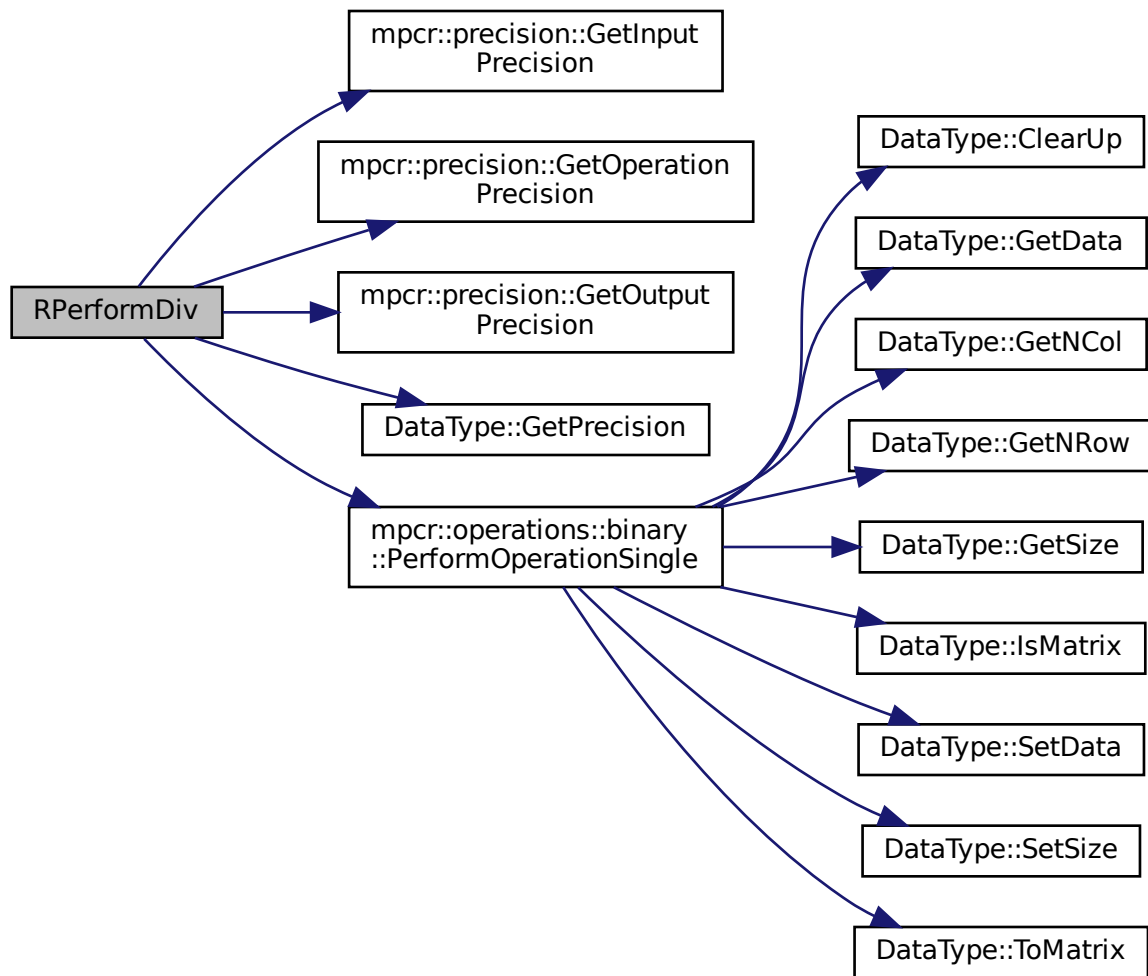 RPerformDiv
mpcr::precision::GetInput
Precision
mpcr::precision::GetOperation
Precision
mpcr::precision::GetOutput
Precision
DataType::GetPrecision
mpcr::operations::binary
::PerformOperationSingle
DataType::ClearUp
DataType::GetData
DataType::GetNCol
DataType::GetNRow
DataType::GetSize
DataType::IsMatrix
DataType::SetData
DataType::SetSize
DataType::ToMatrix